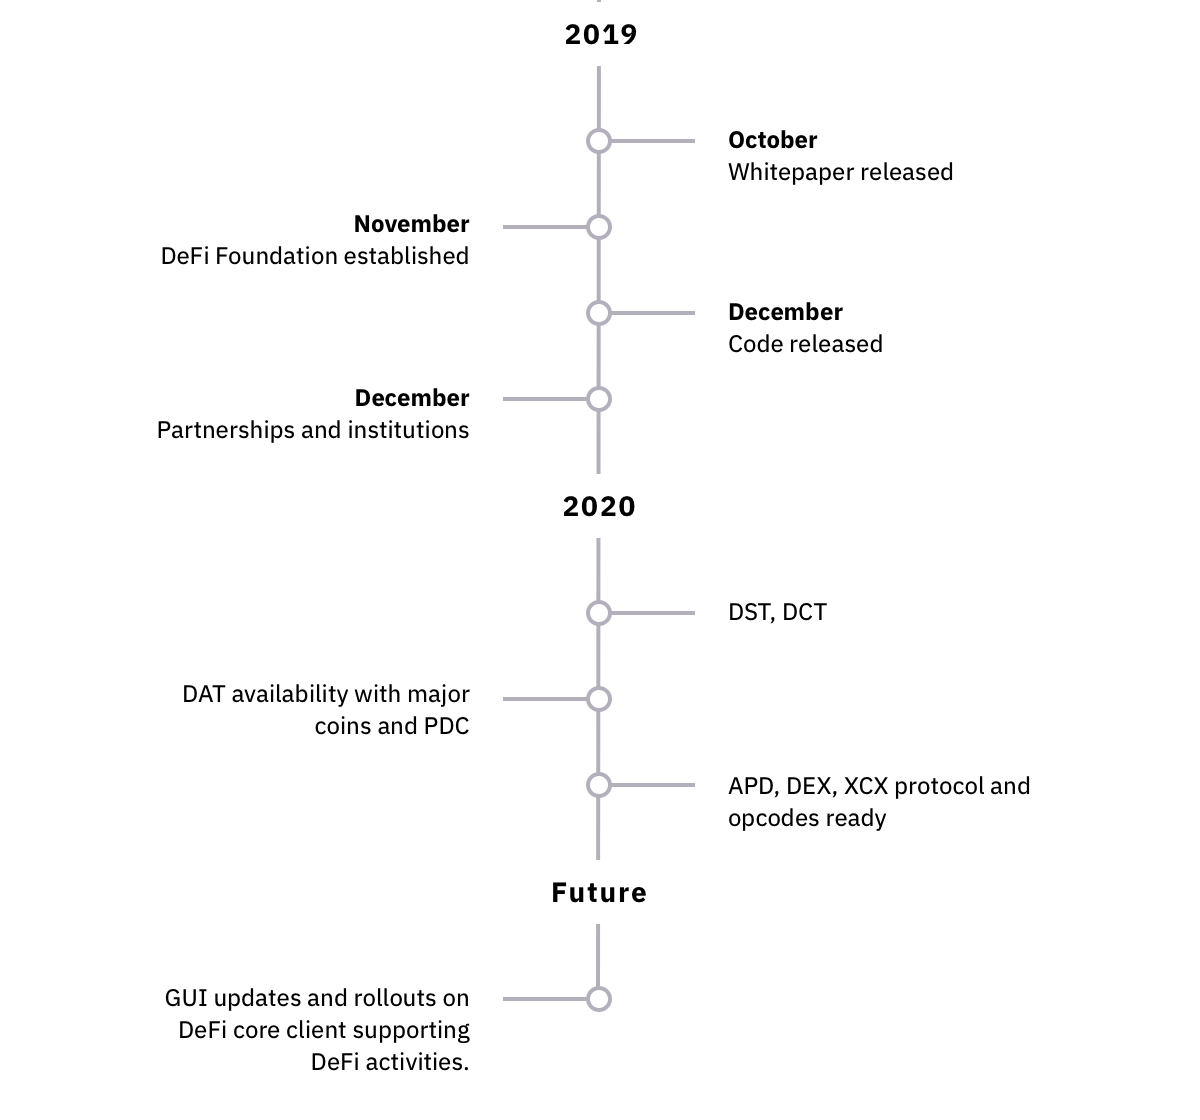 2019
October
Whitepaper released
November
DeFi Foundation established
December
Code released
December
Partnerships and institutions
2020
DST, DCT
DAT availability with major
coins and PDC
APD, DEX, XCX protocol and
opcodes ready
Future
GUI updates and rollouts on
DeFi core client supporting
DeFi activities.